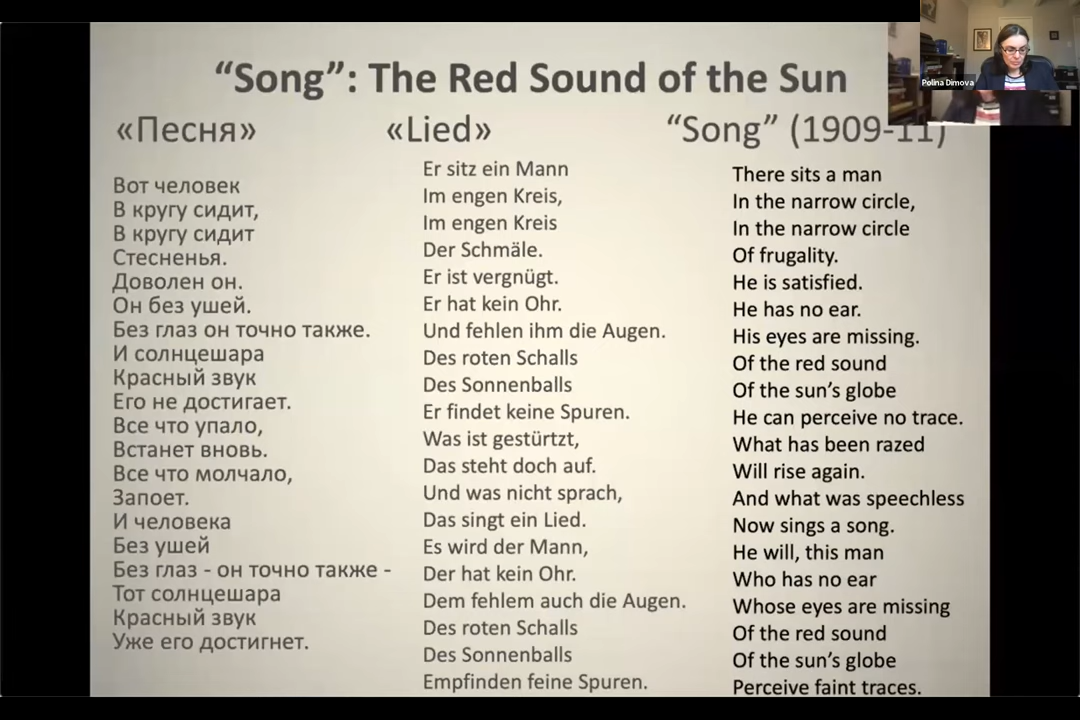 Polina Dimova
“Song”: The Red Sound of the Sun
«Песня»
Вот человек
В кругу сидит,
В кругу сидит
Стесненья.
Доволен он.
Он без ушей.
Без глаз он точно также.
И солнцешара
Красный звук
Его не достигает.
Все что упало,
Встанет вновь.
Все что молчало,
Запоет.
И человека
Без ушей
Без глаз - он точно также -
Тот солнцешара
Красный звук
Уже его достигнет.
«Lied»
Er sitz ein Mann
Im engen Kreis,
Im engen Kreis
Der Schmäle.
Er ist vergnügt.
Er hat kein Ohr.
Und fehlen ihm die Augen.
Des roten Schalls
Des Sonnenballs
Er findet keine Spuren.
Was ist gestürtzt,
Das steht doch auf.
Und was nicht sprach,
Das singt ein Lied.
Es wird der Mann,
Der hat kein Ohr.
Dem fehlem auch die Augen.
Des roten Schalls
Des Sonnenballs
Empfinden feine Spuren.
“Song” (1909-11)
There sits a man
In the narrow circle,
In the narrow circle
Of frugality.
He is satisfied.
He has no ear.
His eyes are missing.
Of the red sound
Of the sun’s globe
He can perceive no trace.
What has been razed
Will rise again.
And what was speechless
Now sings a song.
He will, this man
Who has no ear
Whose eyes are missing
Of the red sound
Of the sun’s globe
Perceive faint traces.